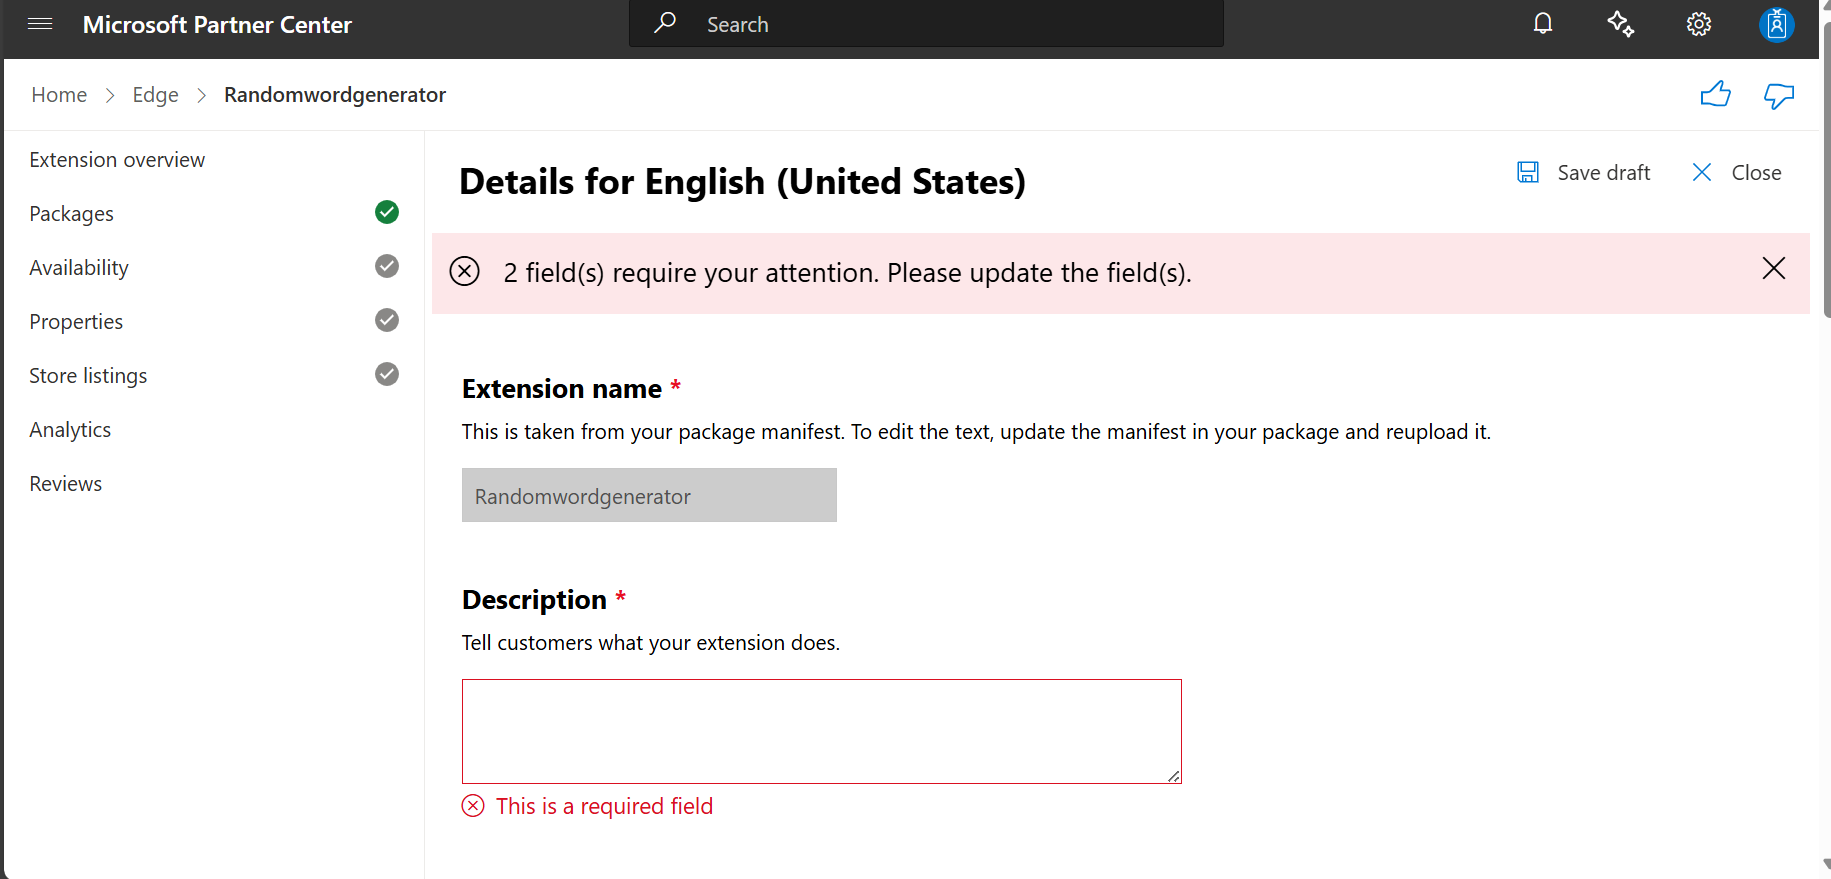 Microsoft Partner Center
Search
Home
Edge
Randomwordgenerator
Extension overview
Packages
Availability
Properties
Store listings
Analytics
Reviews
Details for English (United States)
Save draft
Close
2 field(s) require your attention. Please update the field(s).
Extension name *
This is taken from your package manifest. To edit the text, update the manifest in your package and reupload it.
Randomwordgenerator
Description *
Tell customers what your extension does.
This is a required field